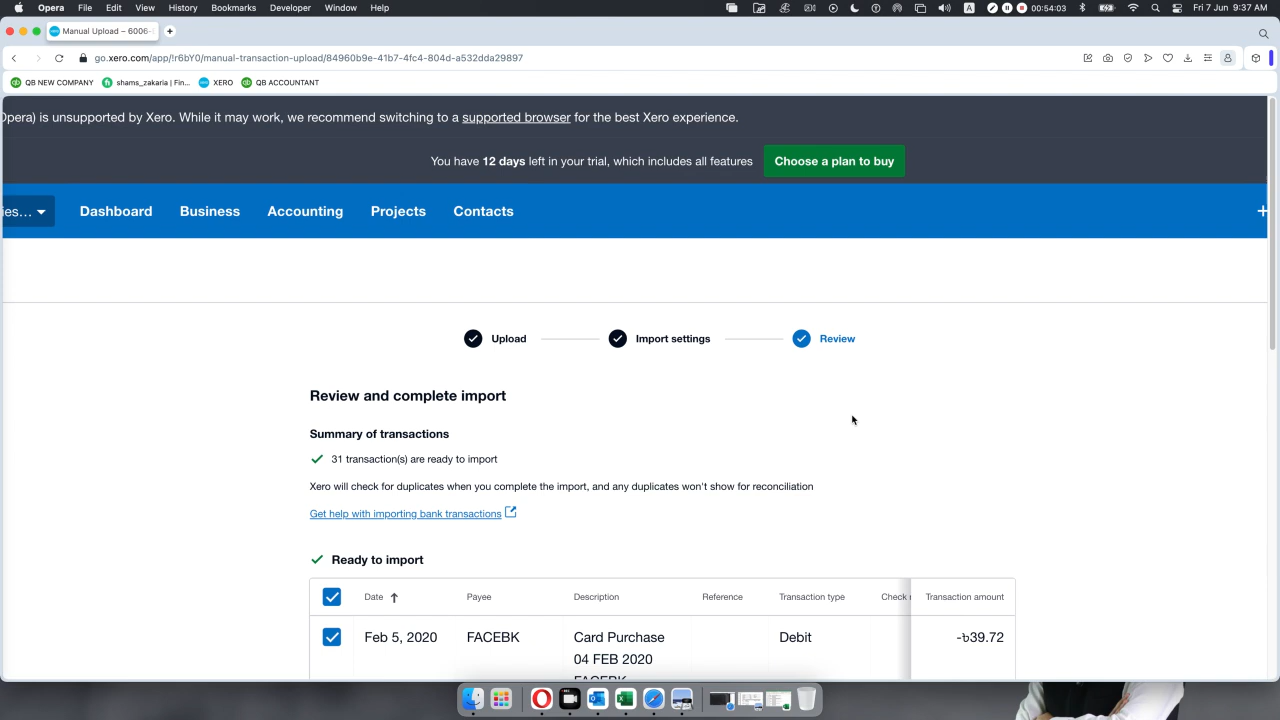 Opera File Edit View History Bookmarks Developer Window Help 00:54:03 A Fri 7 Jun 9:37 AM
Manual Upload – 6006-
go.xero.com/app/!r6bY0/manual-transaction-upload/84960b9e-41b7-4fc4-804d-a532dda29897
QB NEW COMPANY shams_zakaria | Fin... XERO QB ACCOUNTANT
Opera) is unsupported by Xero. While it may work, we recommend switching to a supported browser for the best Xero experience.
You have 12 days left in your trial, which includes all features Choose a plan to buy
ies... Dashboard Business Accounting Projects Contacts +
Upload Import settings Review
Review and complete import
Summary of transactions
31 transaction(s) are ready to import
Xero will check for duplicates when you complete the import, and any duplicates won't show for reconciliation
Get help with importing bank transactions
Ready to import
Date Payee Description Reference Transaction type Check Transaction amount
Feb 5, 2020 FACEBK Card Purchase Debit -৳39.72
04 FEB 2020
FACEBK